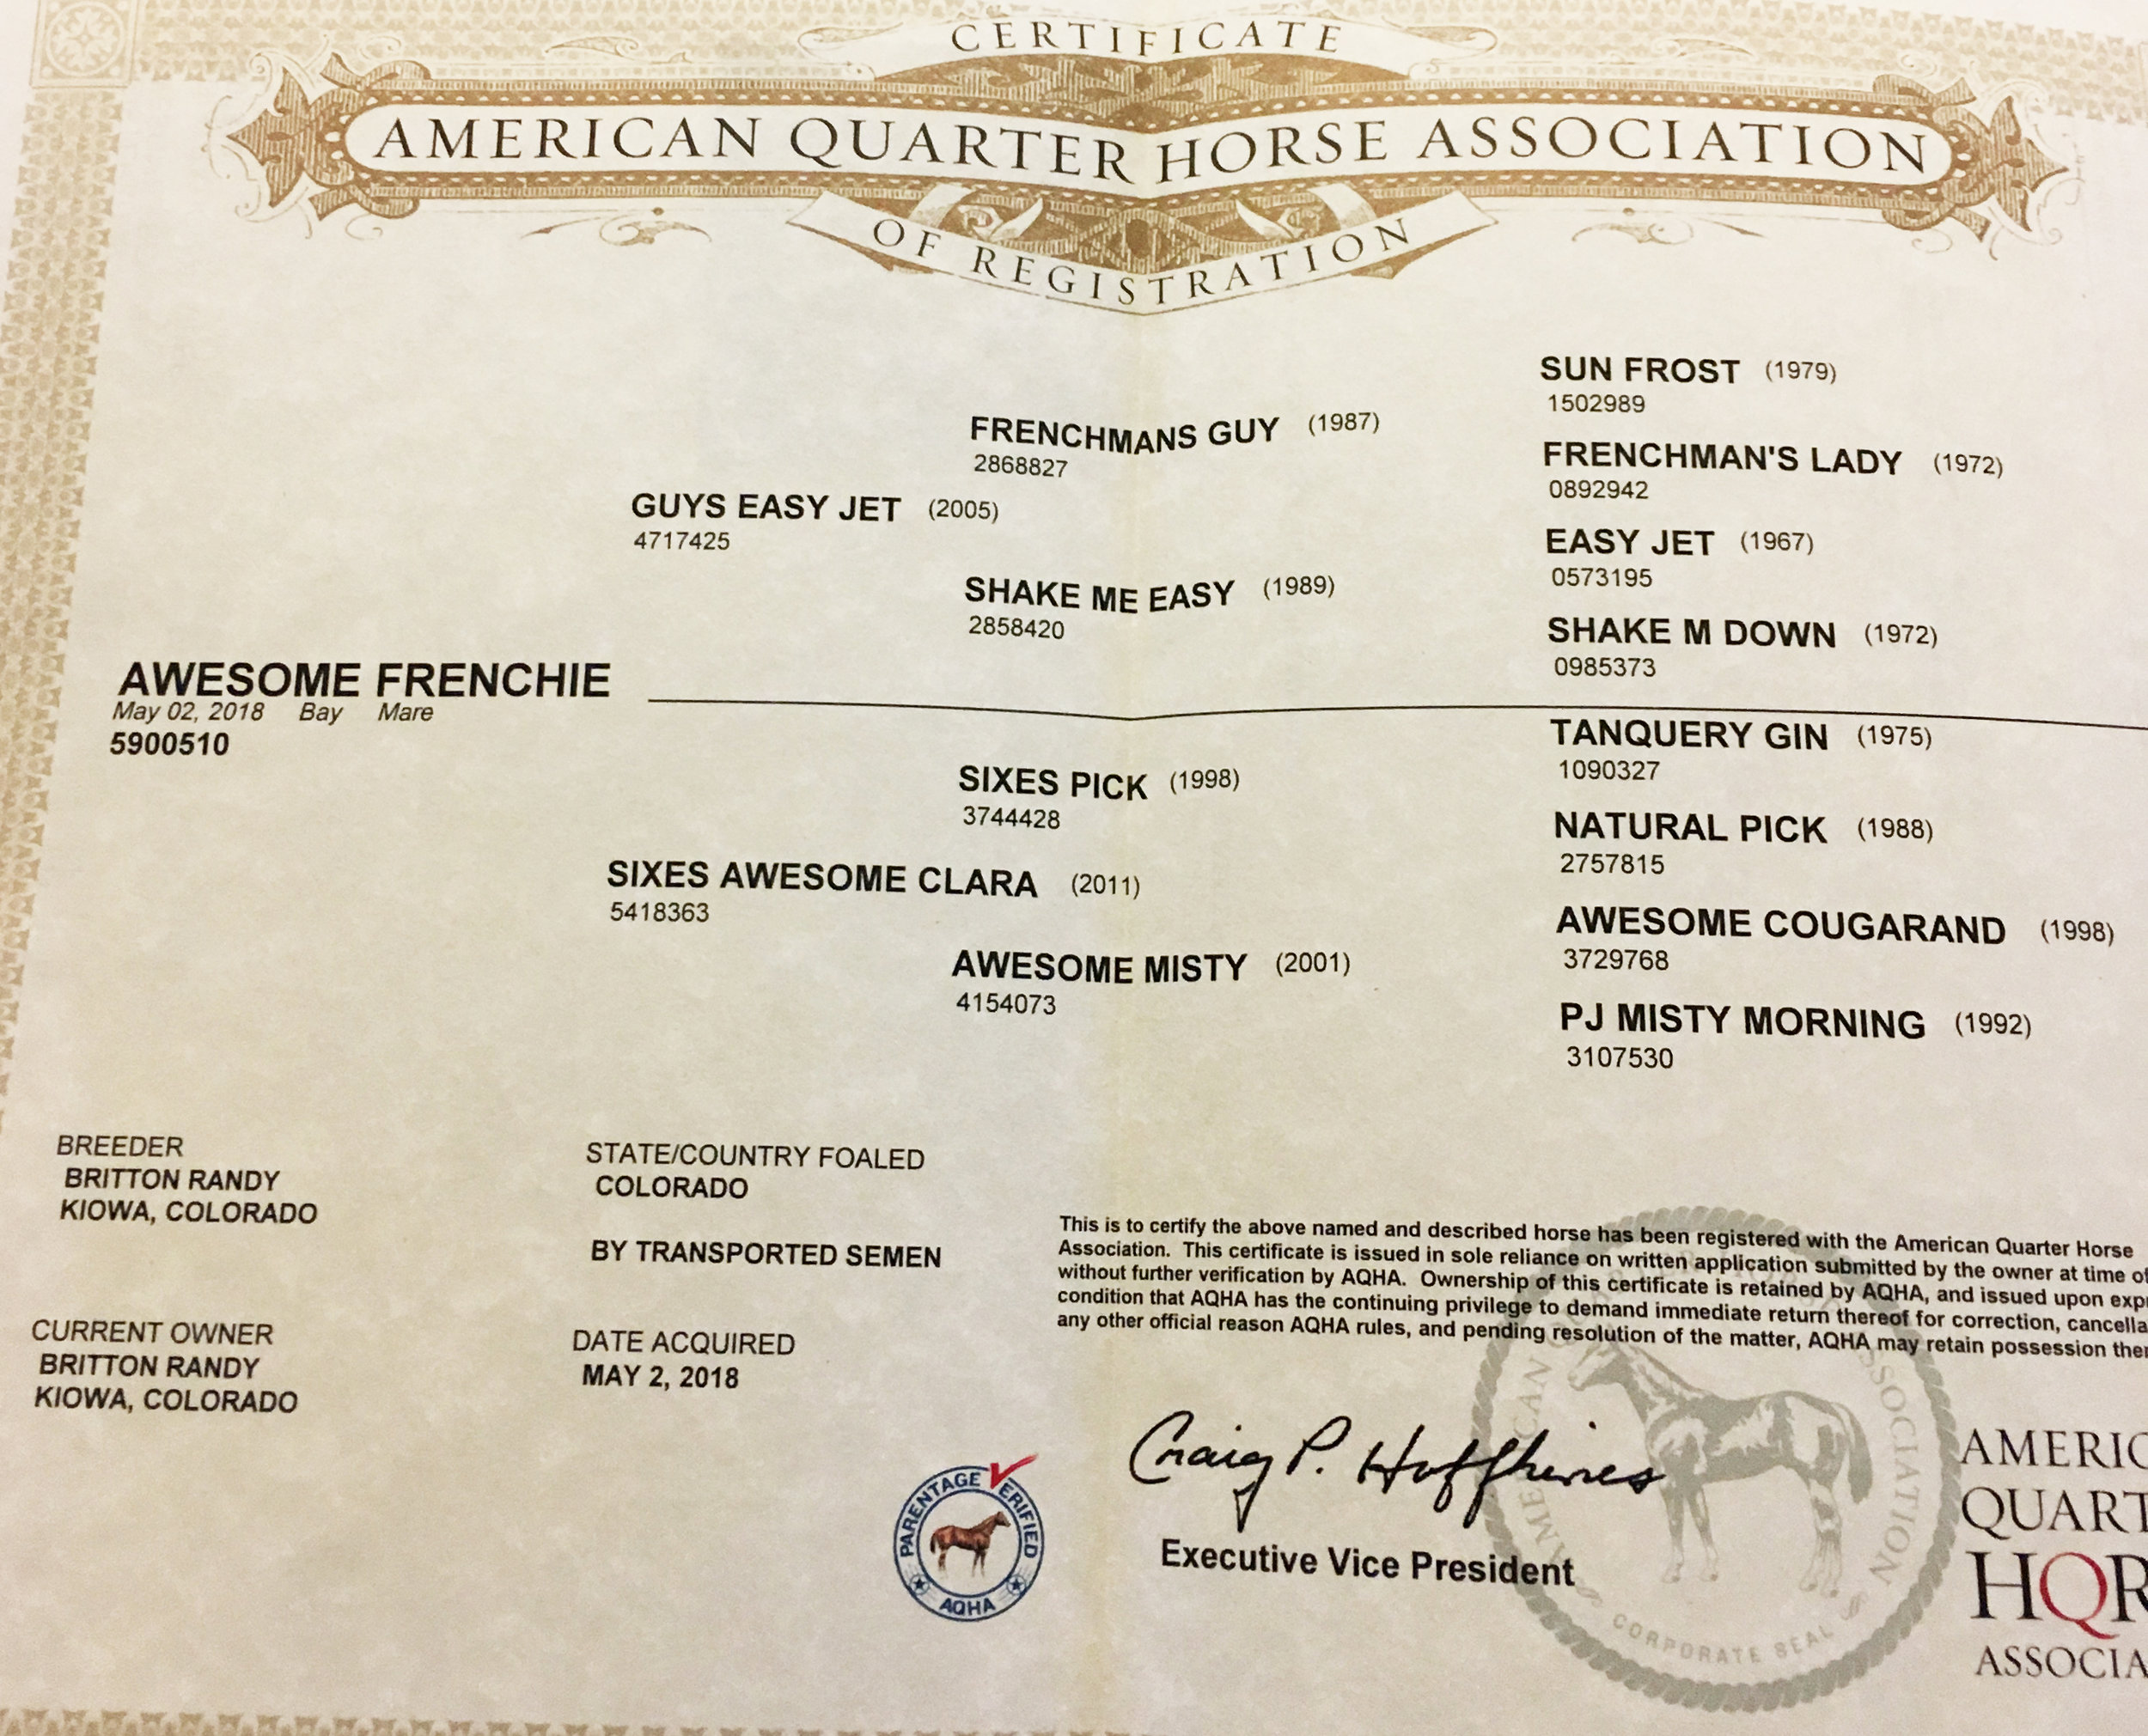 CERTIFICATE
AMERICAN QUARTER HORSE ASSOCIATION
OF REGISTRATION
SUN FROST (1979)
1502989
FRENCHMANS GUY (1987)
2868827
FRENCHMAN'S LADY (1972)
0892942
GUYS EASY JET (2005)
4717425
EASY JET (1967)
0573195
SHAKE ME EASY (1989)
2858420
SHAKE M DOWN (1972)
0985373
AWESOME FRENCHIE
May 02, 2018 Bay Mare
5900510
TANQUERY GIN (1975)
1090327
SIXES PICK (1998)
3744428
NATURAL PICK (1988)
2757815
SIXES AWESOME CLARA (2011)
5418363
AWESOME COUGARAND (1998)
3729768
AWESOME MISTY (2001)
4154073
PJ MISTY MORNING (1992)
3107530
BREEDER
BRITTON RANDY
KIOWA, COLORADO
STATE/COUNTRY FOALED
COLORADO
BY TRANSPORTED SEMEN
CURRENT OWNER
BRITTON RANDY
KIOWA, COLORADO
DATE ACQUIRED
MAY 2, 2018
This is to certify the above named and described horse has been registered with the American Quarter Horse
Association. This certificate is issued in sole reliance on written application submitted by the owner at time of
without further verification by AQHA. Ownership of this certificate is retained by AQHA, and issued upon expr
condition that AQHA has the continuing privilege to demand immediate return thereof for correction, cancella
any other official reason AQHA rules, and pending resolution of the matter, AQHA may retain possession ther
PARENTAGE VERIFIED
AQHA
Craig P. Huffhines
Executive Vice President
AMERICAN QUARTER HORSE ASSOCIATION
CORPORATE SEAL
AMERIC
QUART
HOR
ASSOCIA